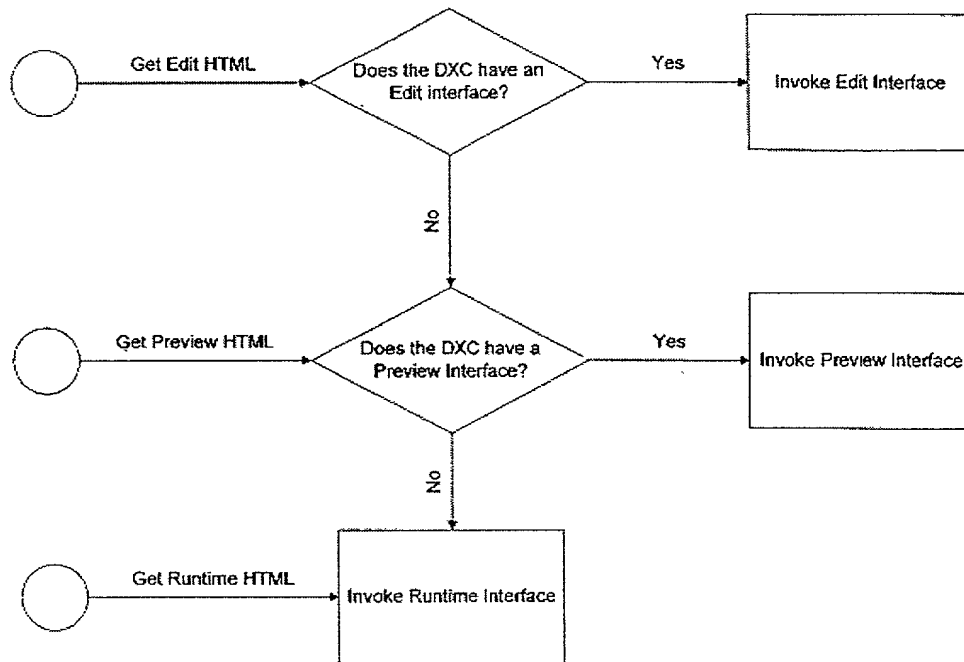 Get Edit HTML
Does the DXC have an
Edit interface?
Yes
Invoke Edit Interface
No
Get Preview HTML
Does the DXC have a
Preview Interface?
Yes
Invoke Preview Interface
No
Get Runtime HTML
Invoke Runtime Interface